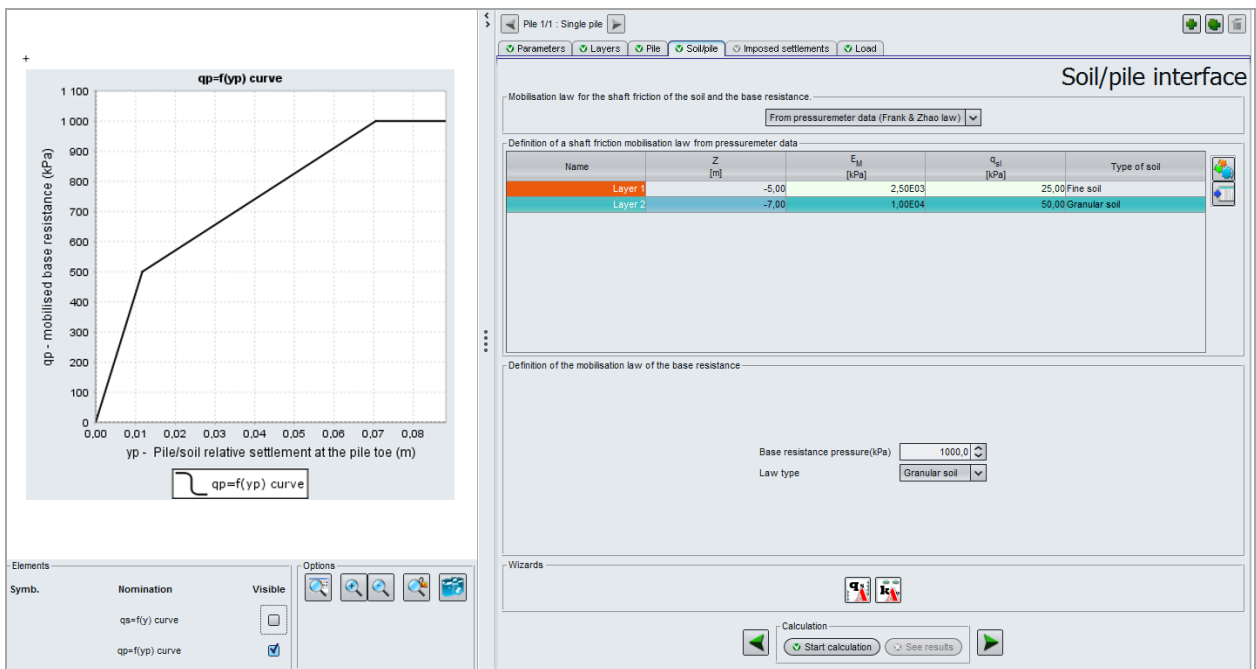 +
qp=f(yp) curve
1 100
1 000
900
800
700
600
500
400
300
200
100
0
qp - mobilised base resistance (kPa)
0,00 0,01 0,02 0,03 0,04 0,05 0,06 0,07 0,08
yp - Pile/soil relative settlement at the pile toe (m)
qp=f(yp) curve
Elements
Symb. Nomination Visible
qs=f(y) curve
qp=f(yp) curve
Options
Pile 1/1 : Single pile
Parameters Layers Pile Soil/pile Imposed settlements Load
Soil/pile interface
Mobilisation law for the shaft friction of the soil and the base resistance.
From pressuremeter data (Frank & Zhao law)
Definition of a shaft friction mobilisation law from pressuremeter data
Name Z [m] EM [kPa] qsl [kPa] Type of soil
Layer 1 -5,00 2,50E03 25,00 Fine soil
Layer 2 -7,00 1,00E04 50,00 Granular soil
Definition of the mobilisation law of the base resistance
Base resistance pressure(kPa) 1000,0
Law type Granular soil
Wizards
Calculation
Start calculation See results